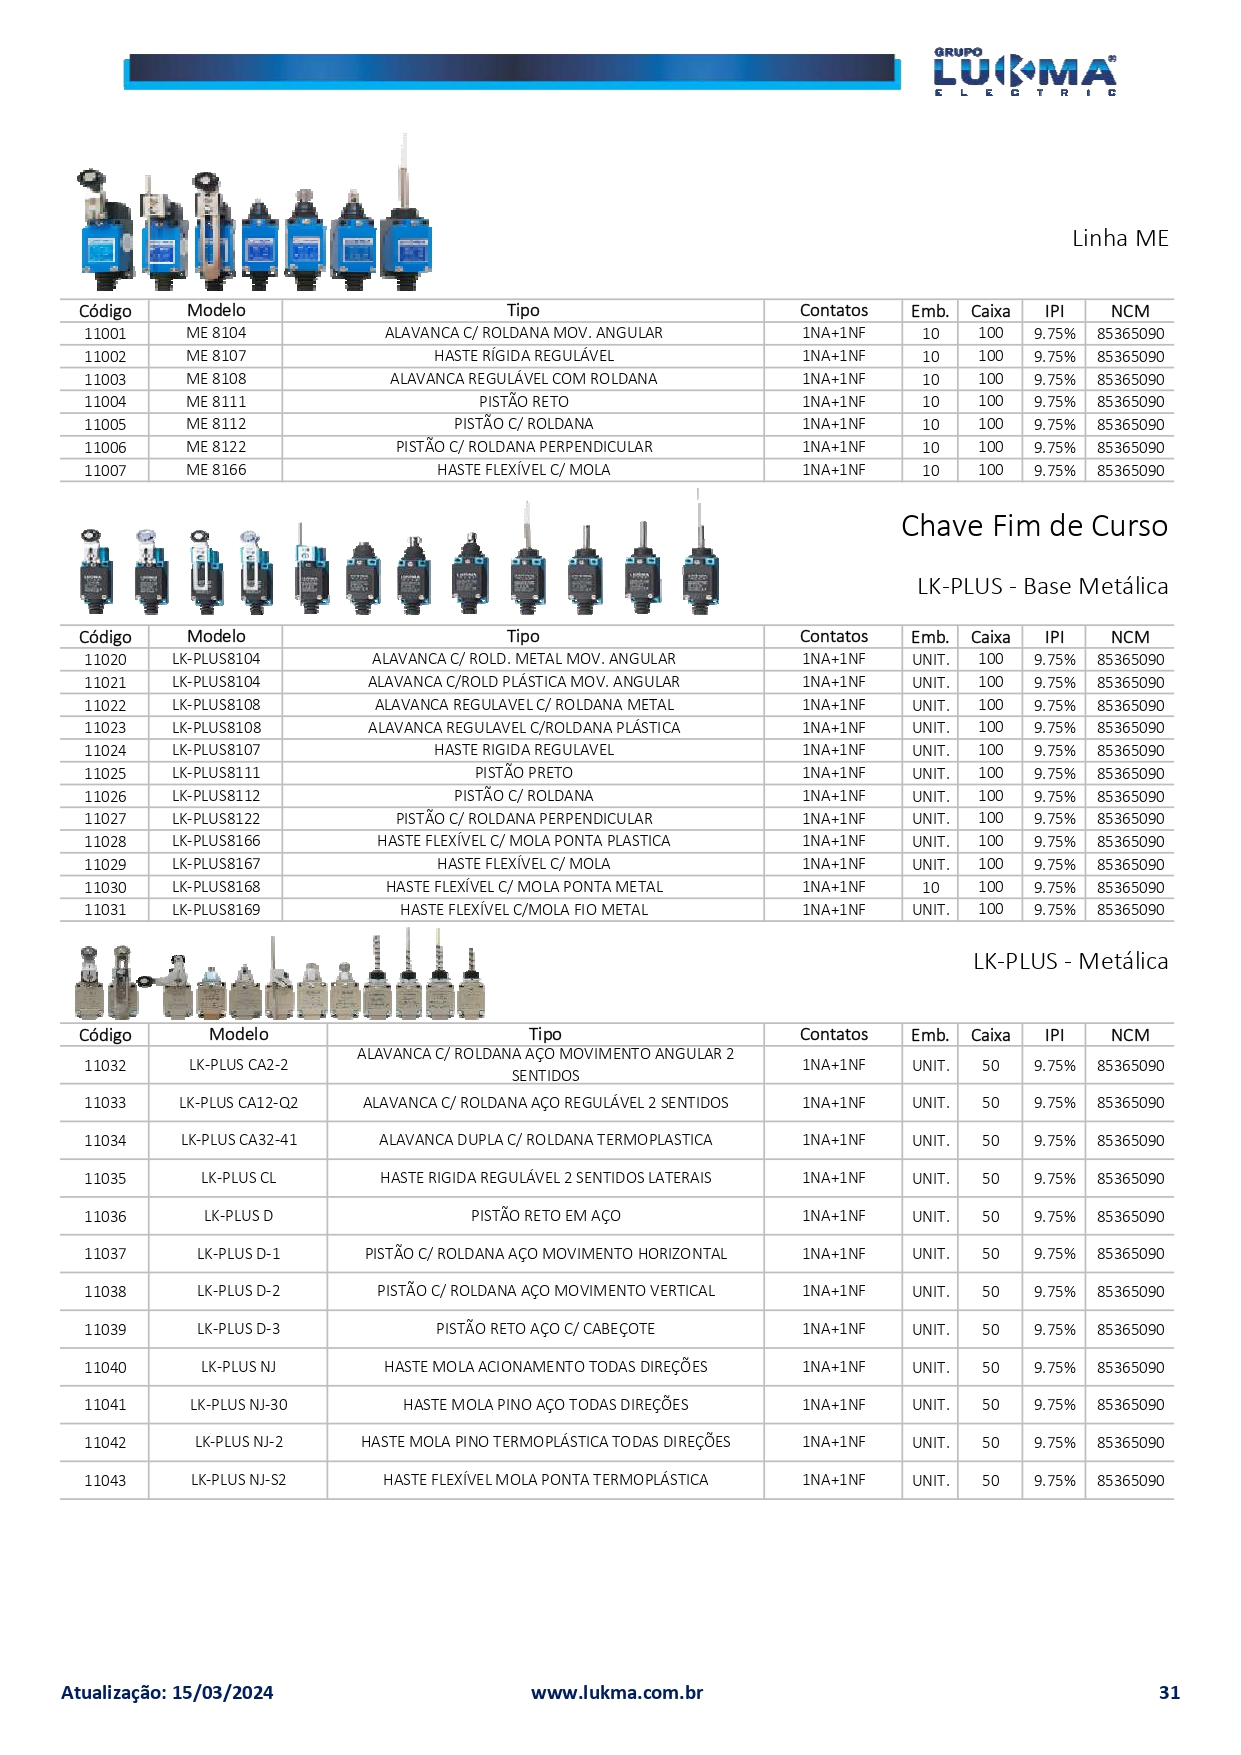 GRUPO
LUKMA®
ELECTRIC
Linha ME
Código Modelo Tipo Contatos Emb. Caixa IPI NCM
11001 ME 8104 ALAVANCA C/ ROLDANA MOV. ANGULAR 1NA+1NF 10 100 9.75% 85365090
11002 ME 8107 HASTE RÍGIDA REGULÁVEL 1NA+1NF 10 100 9.75% 85365090
11003 ME 8108 ALAVANCA REGULÁVEL COM ROLDANA 1NA+1NF 10 100 9.75% 85365090
11004 ME 8111 PISTÃO RETO 1NA+1NF 10 100 9.75% 85365090
11005 ME 8112 PISTÃO C/ ROLDANA 1NA+1NF 10 100 9.75% 85365090
11006 ME 8122 PISTÃO C/ ROLDANA PERPENDICULAR 1NA+1NF 10 100 9.75% 85365090
11007 ME 8166 HASTE FLEXÍVEL C/ MOLA 1NA+1NF 10 100 9.75% 85365090
Chave Fim de Curso
LK-PLUS - Base Metálica
Código Modelo Tipo Contatos Emb. Caixa IPI NCM
11020 LK-PLUS8104 ALAVANCA C/ ROLD. METAL MOV. ANGULAR 1NA+1NF UNIT. 100 9.75% 85365090
11021 LK-PLUS8104 ALAVANCA C/ROLD PLÁSTICA MOV. ANGULAR 1NA+1NF UNIT. 100 9.75% 85365090
11022 LK-PLUS8108 ALAVANCA REGULAVEL C/ ROLDANA METAL 1NA+1NF UNIT. 100 9.75% 85365090
11023 LK-PLUS8108 ALAVANCA REGULAVEL C/ROLDANA PLÁSTICA 1NA+1NF UNIT. 100 9.75% 85365090
11024 LK-PLUS8107 HASTE RIGIDA REGULAVEL 1NA+1NF UNIT. 100 9.75% 85365090
11025 LK-PLUS8111 PISTÃO PRETO 1NA+1NF UNIT. 100 9.75% 85365090
11026 LK-PLUS8112 PISTÃO C/ ROLDANA 1NA+1NF UNIT. 100 9.75% 85365090
11027 LK-PLUS8122 PISTÃO C/ ROLDANA PERPENDICULAR 1NA+1NF UNIT. 100 9.75% 85365090
11028 LK-PLUS8166 HASTE FLEXÍVEL C/ MOLA PONTA PLASTICA 1NA+1NF UNIT. 100 9.75% 85365090
11029 LK-PLUS8167 HASTE FLEXÍVEL C/ MOLA 1NA+1NF UNIT. 100 9.75% 85365090
11030 LK-PLUS8168 HASTE FLEXÍVEL C/ MOLA PONTA METAL 1NA+1NF 10 100 9.75% 85365090
11031 LK-PLUS8169 HASTE FLEXÍVEL C/MOLA FIO METAL 1NA+1NF UNIT. 100 9.75% 85365090
LK-PLUS - Metálica
Código Modelo Tipo Contatos Emb. Caixa IPI NCM
11032 LK-PLUS CA2-2 ALAVANCA C/ ROLDANA AÇO MOVIMENTO ANGULAR 2
SENTIDOS 1NA+1NF UNIT. 50 9.75% 85365090
11033 LK-PLUS CA12-Q2 ALAVANCA C/ ROLDANA AÇO REGULÁVEL 2 SENTIDOS 1NA+1NF UNIT. 50 9.75% 85365090
11034 LK-PLUS CA32-41 ALAVANCA DUPLA C/ ROLDANA TERMOPLASTICA 1NA+1NF UNIT. 50 9.75% 85365090
11035 LK-PLUS CL HASTE RIGIDA REGULÁVEL 2 SENTIDOS LATERAIS 1NA+1NF UNIT. 50 9.75% 85365090
11036 LK-PLUS D PISTÃO RETO EM AÇO 1NA+1NF UNIT. 50 9.75% 85365090
11037 LK-PLUS D-1 PISTÃO C/ ROLDANA AÇO MOVIMENTO HORIZONTAL 1NA+1NF UNIT. 50 9.75% 85365090
11038 LK-PLUS D-2 PISTÃO C/ ROLDANA AÇO MOVIMENTO VERTICAL 1NA+1NF UNIT. 50 9.75% 85365090
11039 LK-PLUS D-3 PISTÃO RETO AÇO C/ CABEÇOTE 1NA+1NF UNIT. 50 9.75% 85365090
11040 LK-PLUS NJ HASTE MOLA ACIONAMENTO TODAS DIREÇÕES 1NA+1NF UNIT. 50 9.75% 85365090
11041 LK-PLUS NJ-30 HASTE MOLA PINO AÇO TODAS DIREÇÕES 1NA+1NF UNIT. 50 9.75% 85365090
11042 LK-PLUS NJ-2 HASTE MOLA PINO TERMOPLÁSTICA TODAS DIREÇÕES 1NA+1NF UNIT. 50 9.75% 85365090
11043 LK-PLUS NJ-S2 HASTE FLEXÍVEL MOLA PONTA TERMOPLÁSTICA 1NA+1NF UNIT. 50 9.75% 85365090
Atualização: 15/03/2024 www.lukma.com.br 31